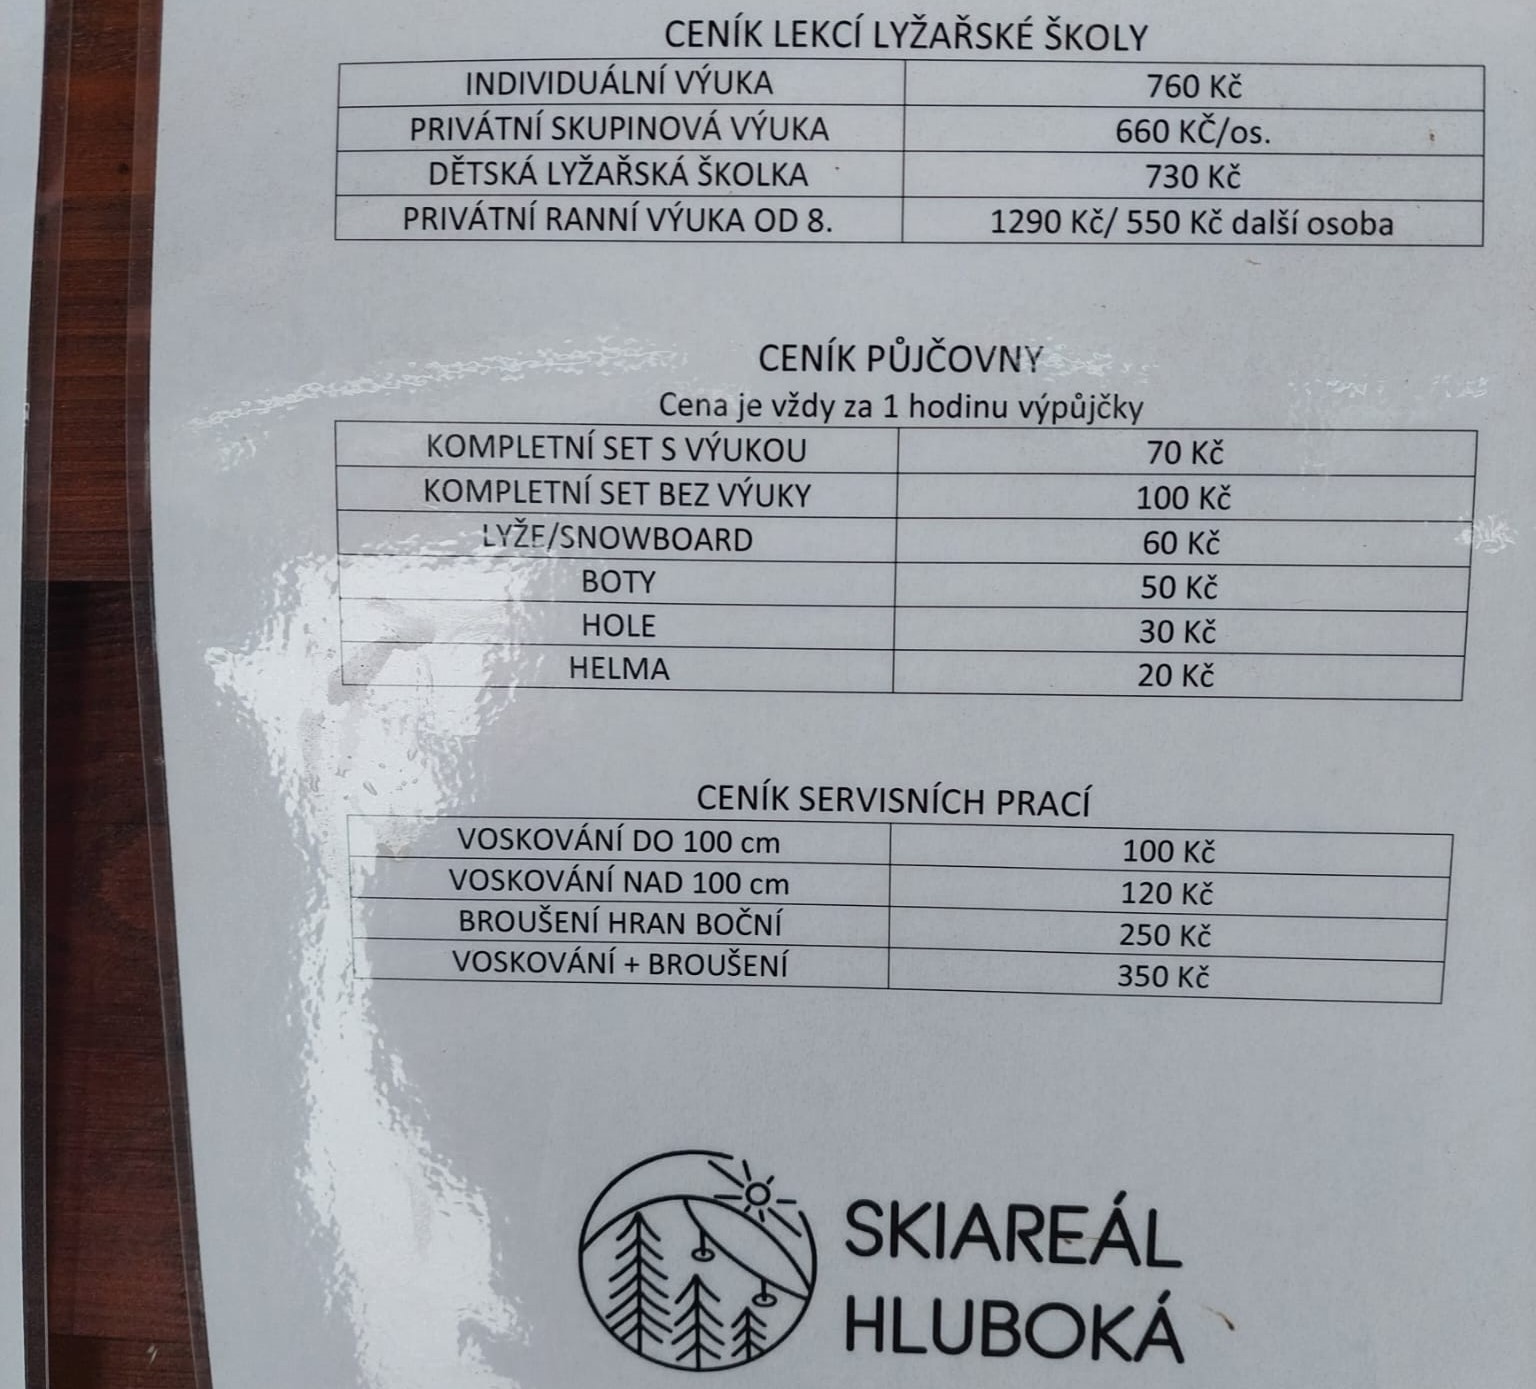 CENÍK LEKCÍ LYŽAŘSKÉ ŠKOLY
INDIVIDUÁLNÍ VÝUKA 760 Kč
PRIVÁTNÍ SKUPINOVÁ VÝUKA 660 KČ/os.
DĚTSKÁ LYŽAŘSKÁ ŠKOLKA 730 Kč
PRIVÁTNÍ RANNÍ VÝUKA OD 8. 1290 Kč/ 550 Kč další osoba
CENÍK PŮJČOVNY
Cena je vždy za 1 hodinu výpůjčky
KOMPLETNÍ SET S VÝUKOU 70 Kč
KOMPLETNÍ SET BEZ VÝUKY 100 Kč
LYŽE/SNOWBOARD 60 Kč
BOTY 50 Kč
HOLE 30 Kč
HELMA 20 Kč
CENÍK SERVISNÍCH PRACÍ
VOSKOVÁNÍ DO 100 cm 100 Kč
VOSKOVÁNÍ NAD 100 cm 120 Kč
BROUŠENÍ HRAN BOČNÍ 250 Kč
VOSKOVÁNÍ + BROUŠENÍ 350 Kč
SKIAREÁL
HLUBOKÁ